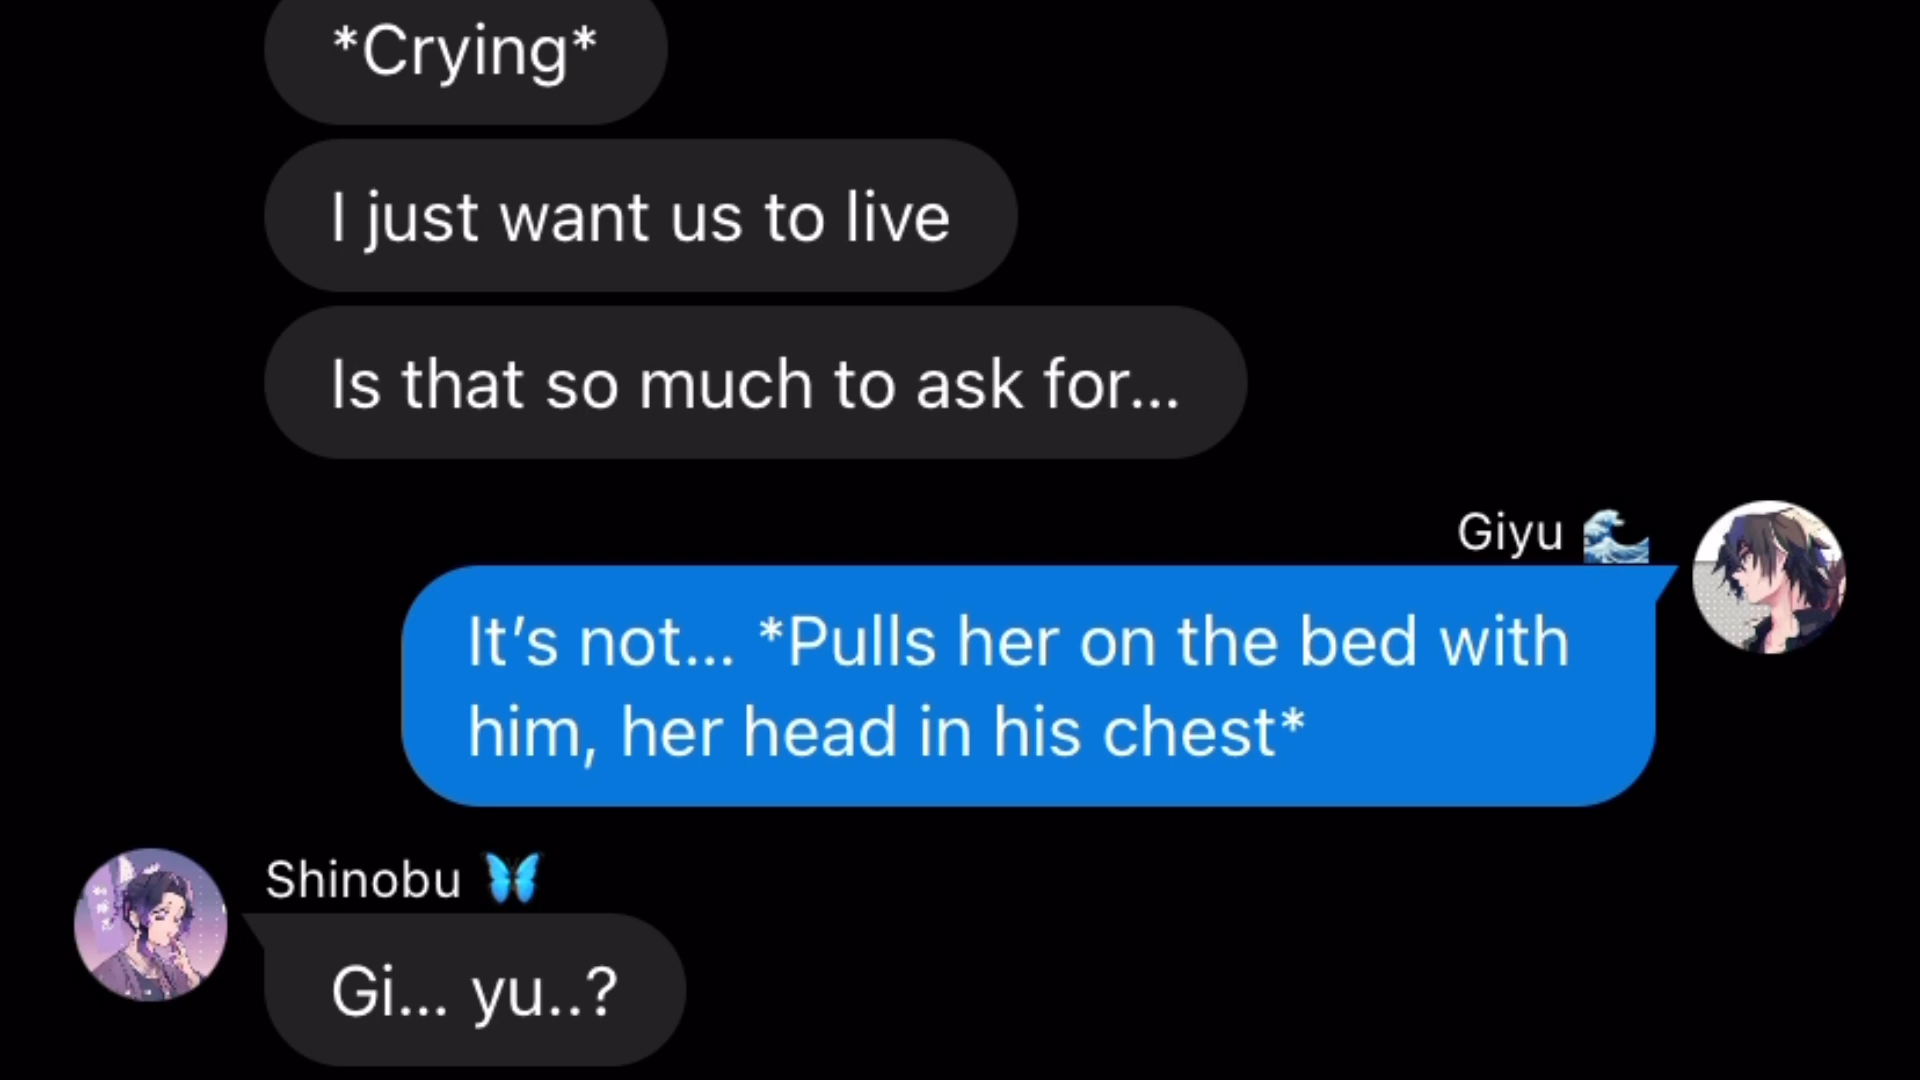 *Crying*
I just want us to live
Is that so much to ask for...
Giyu 🌊
It's not... *Pulls her on the bed with
him, her head in his chest*
Shinobu 🦋
Gi... yu..?